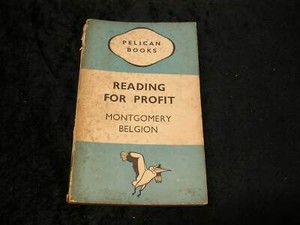 PELICAN
BOOKS
READING
FOR PROFIT
MONTGOMERY
BELGION